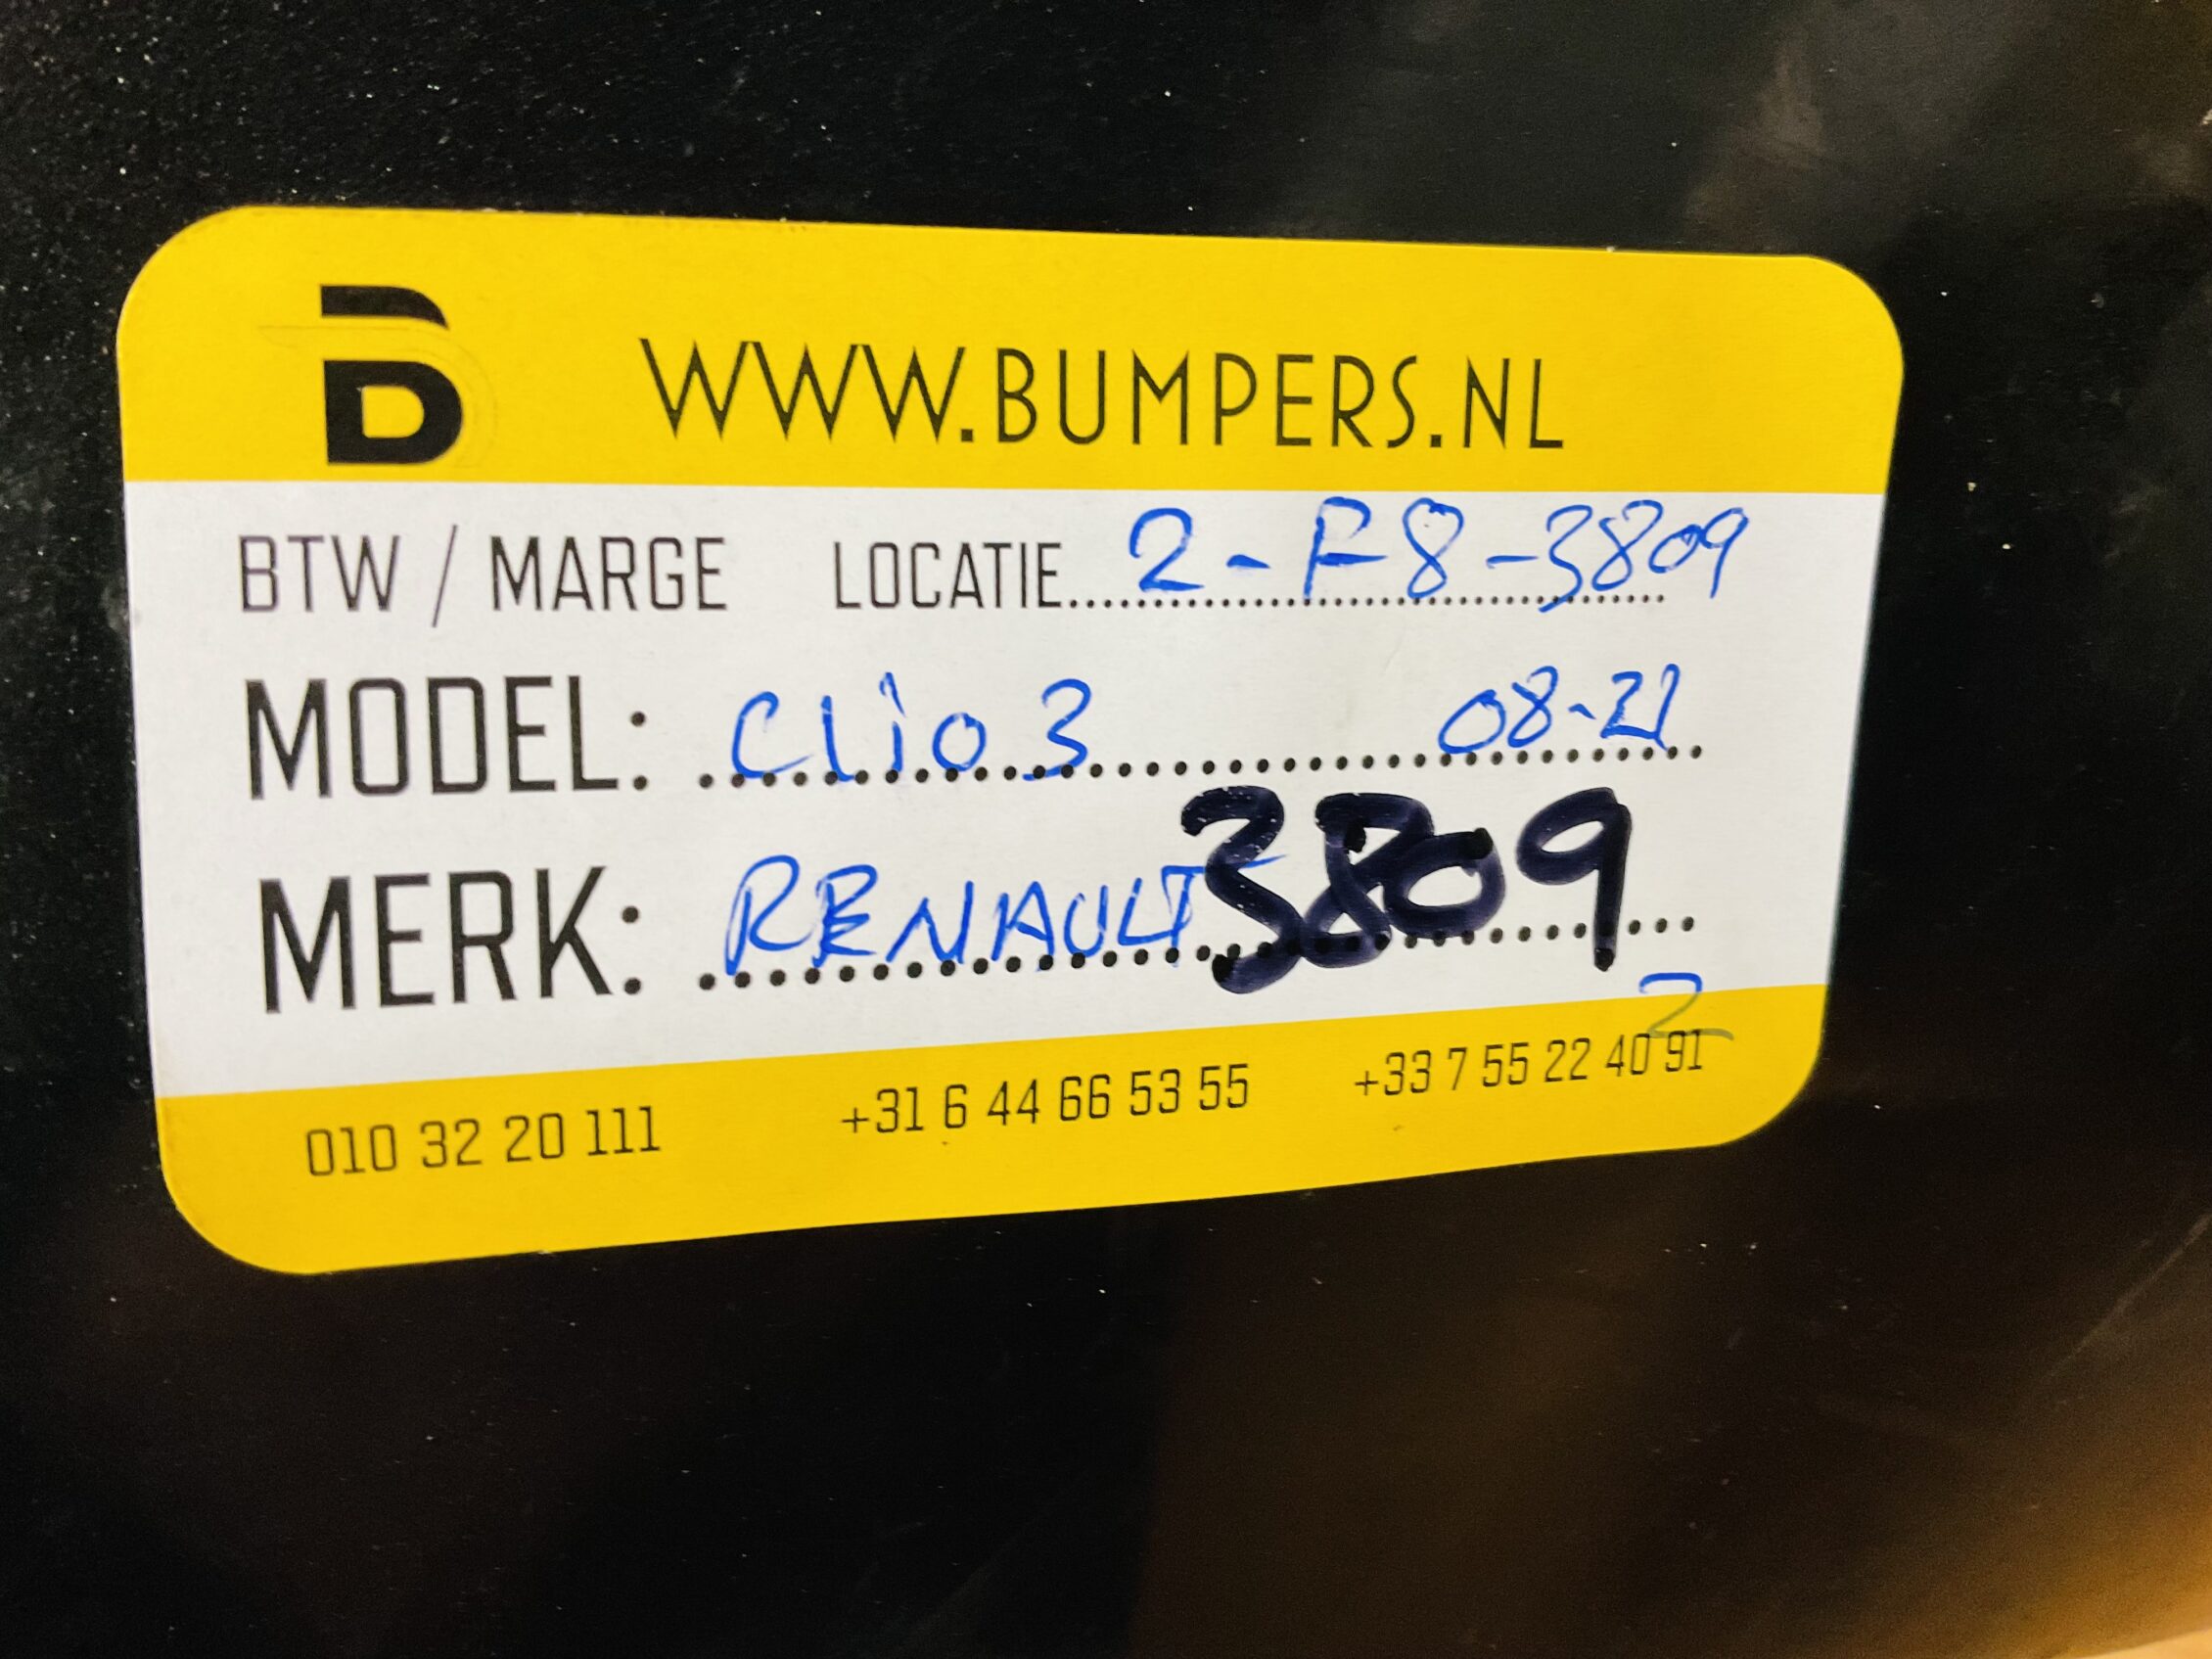 B WWW.BUMPERS.NL
BTW / MARGE LOCATIE 2-F8-3809
MODEL: Clio 3 08-21
MERK: RENAULT 3809
2
010 32 20 111 +31 6 44 66 53 55 +33 7 55 22 40 91